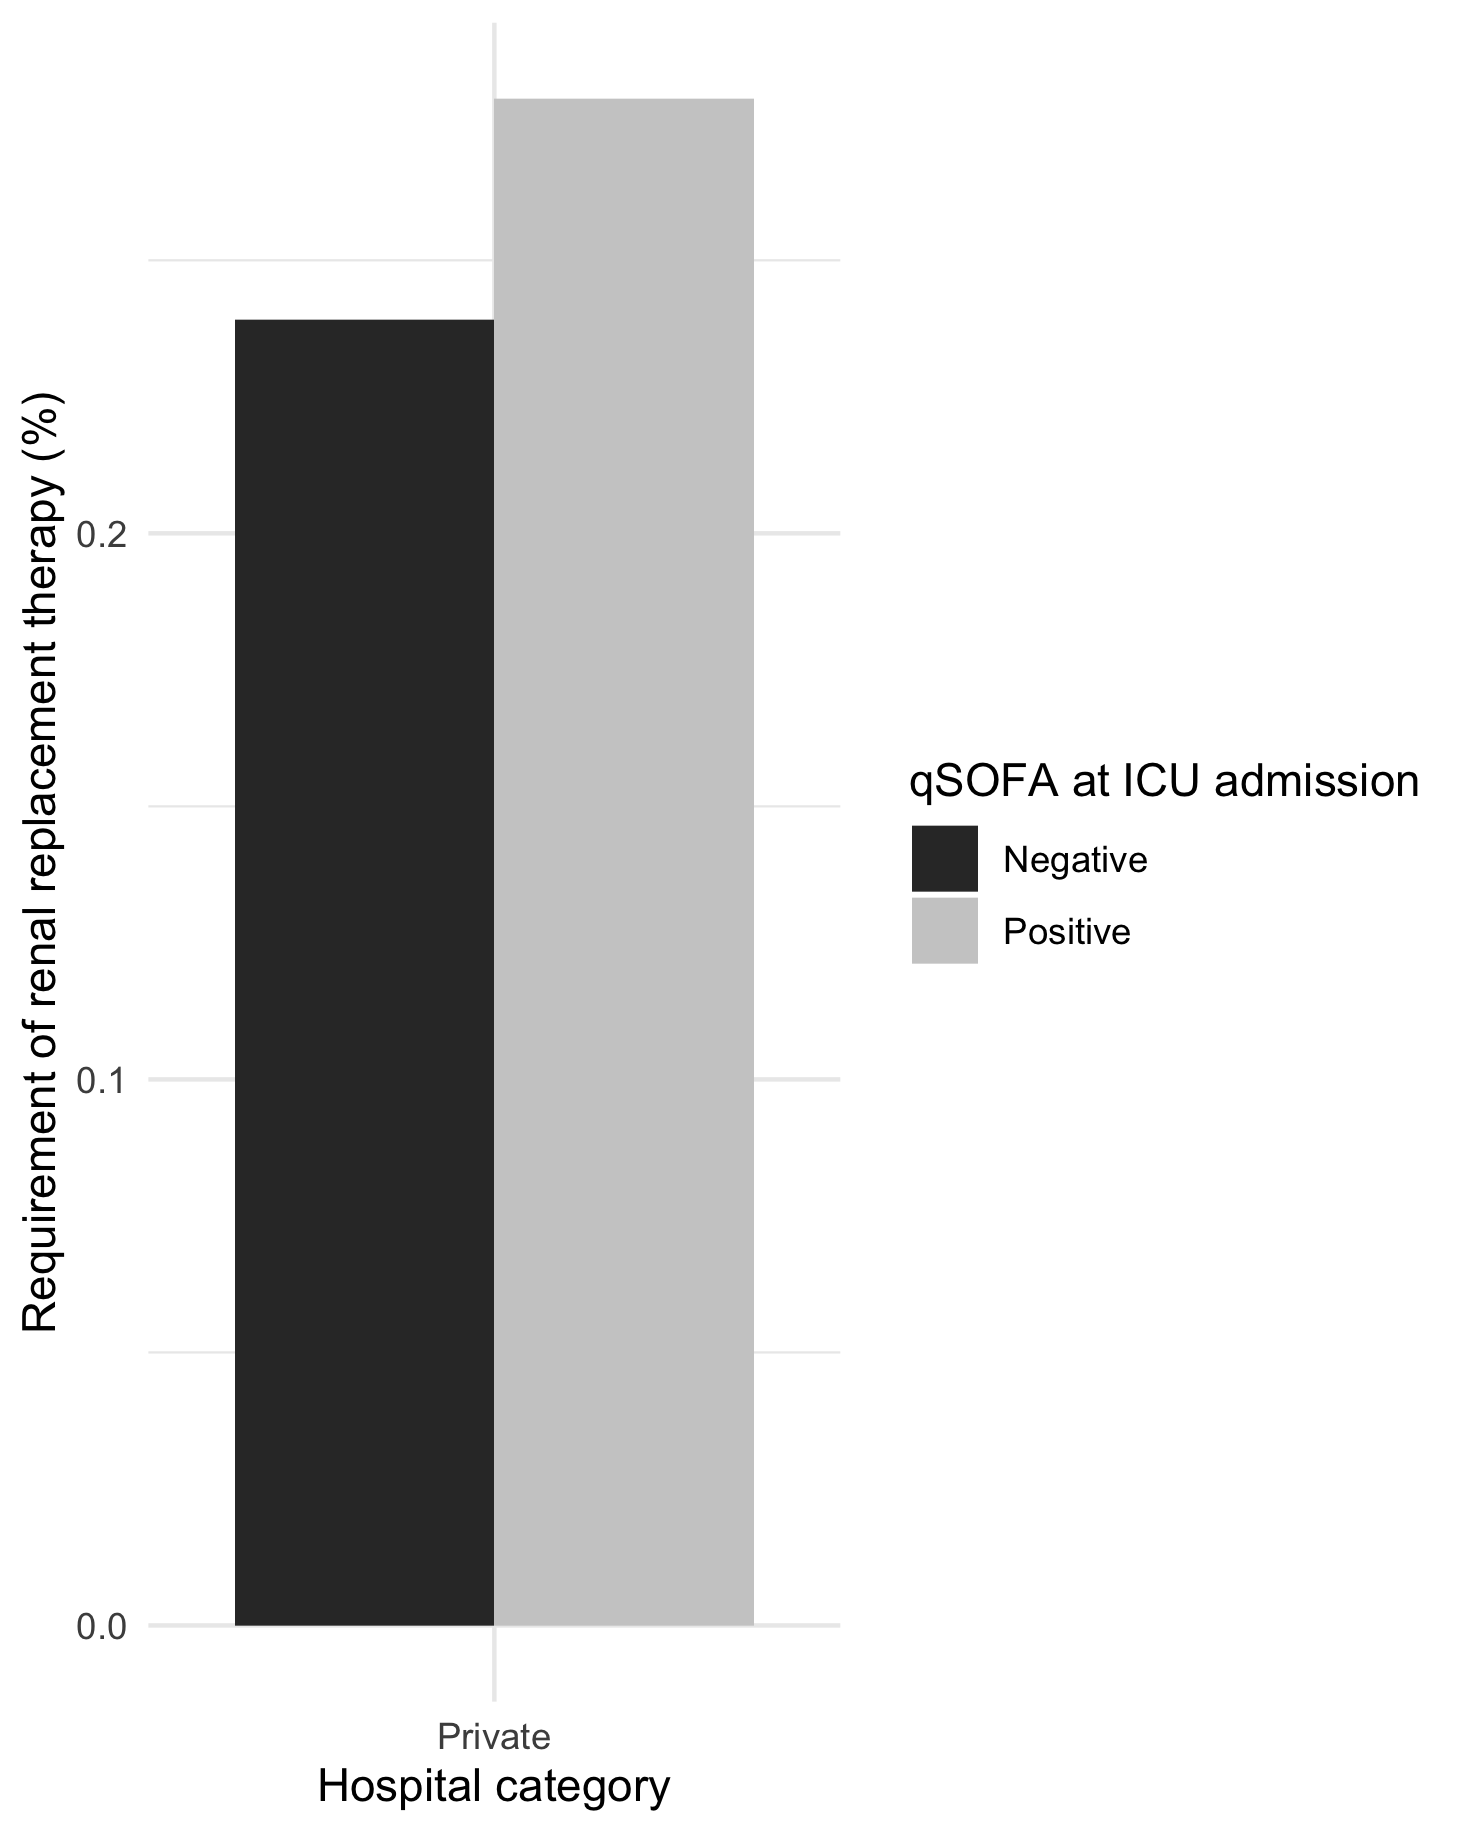 Requirement of renal replacement therapy (%)
0.2
0.1
0.0
Private
Hospital category
qSOFA at ICU admission
Negative
Positive